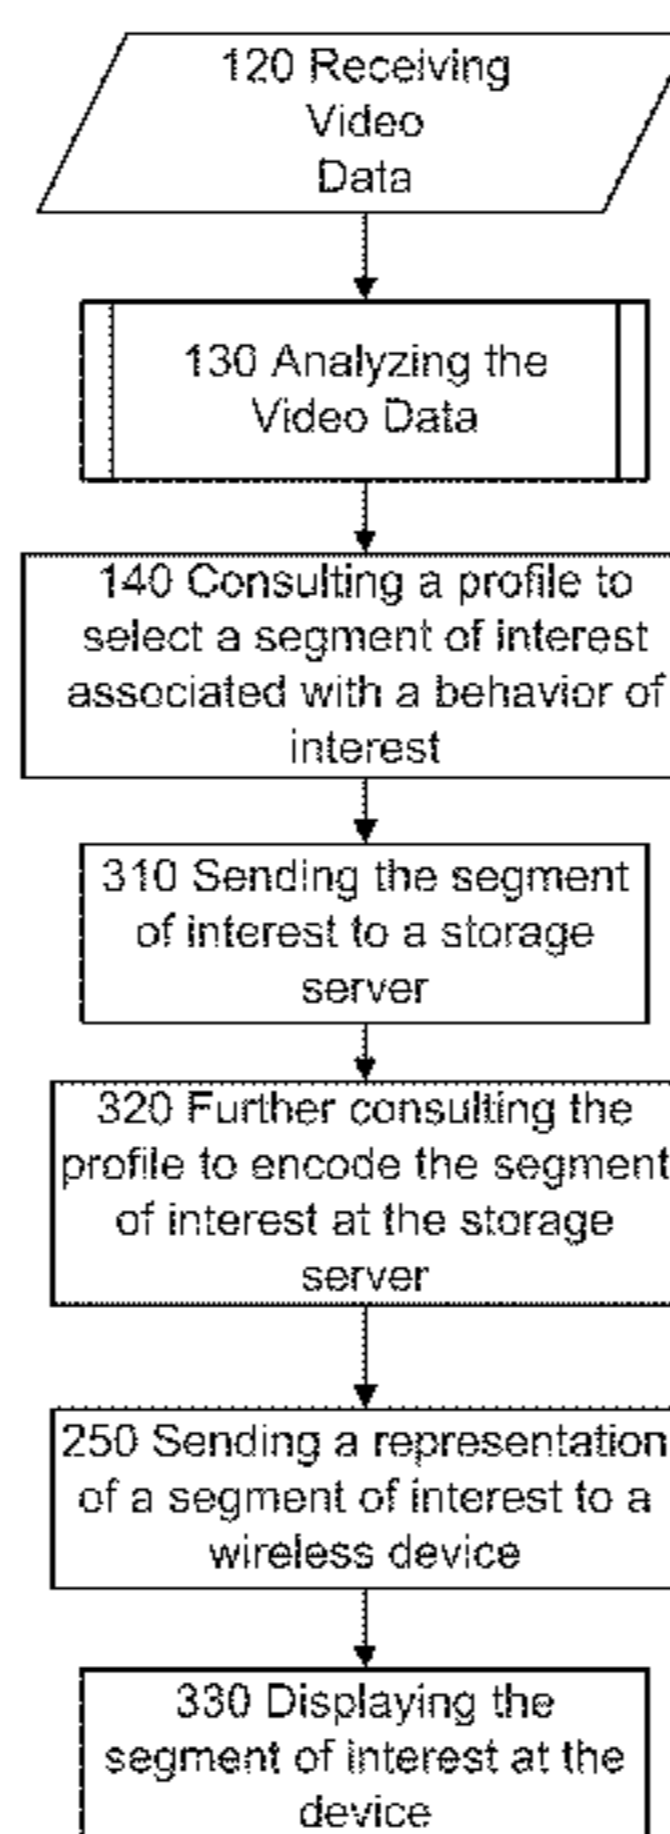 120 Receiving
Video
Data
130 Analyzing the
Video Data
140 Consulting a profile to
select a segment of interest
associated with a behavior of
interest
310 Sending the segment
of interest to a storage
server
320 Further consulting the
profile to encode the segment
of interest at the storage
server
250 Sending a representation
of a segment of interest to a
wireless device
330 Displaying the
segment of interest at the
device